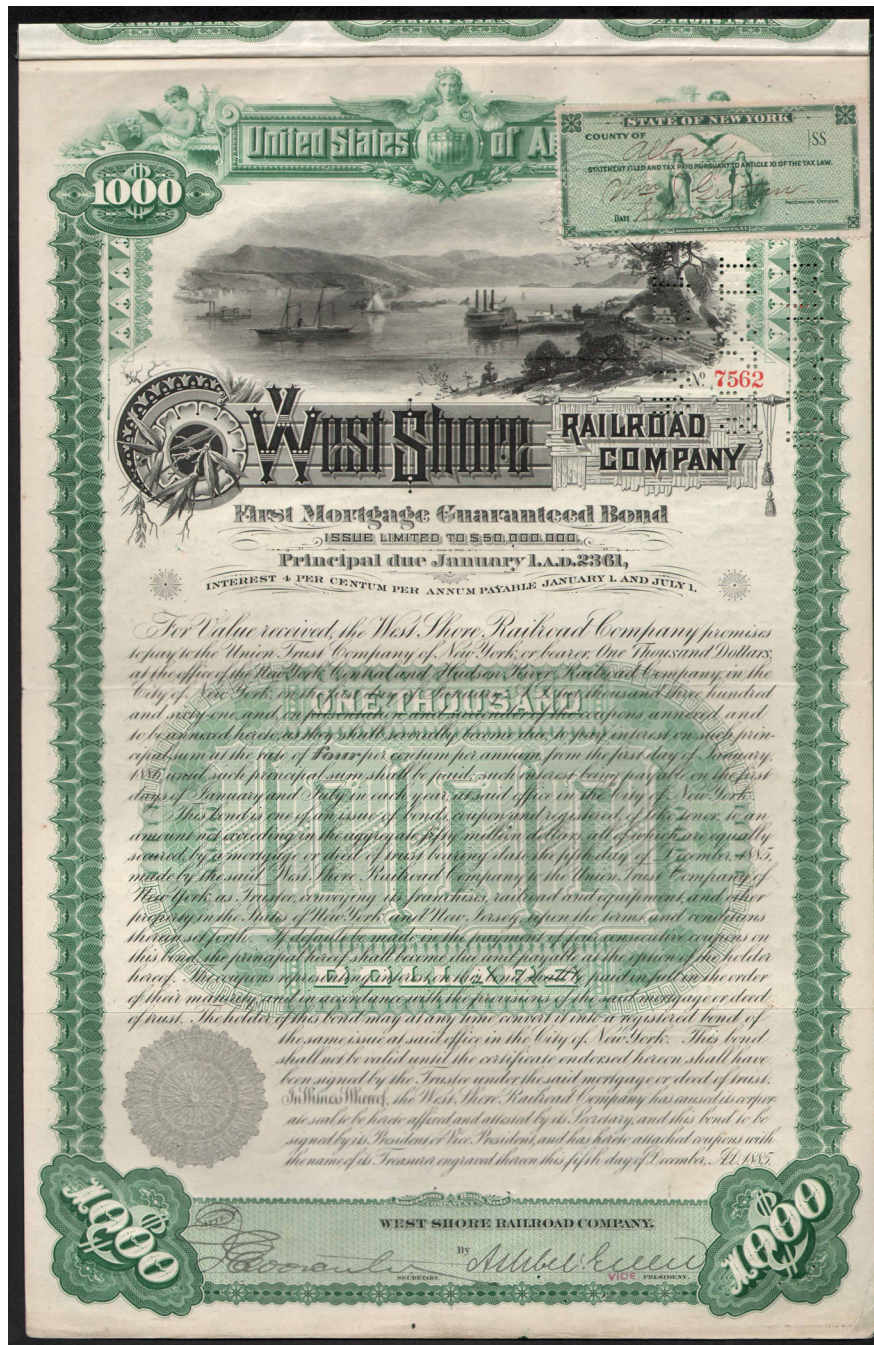 United States of A
1000
STATE OF NEW YORK
COUNTY OF Albany SS
STATEMENT FILED AND TAX PAID PURSUANT TO ARTICLE XI OF THE TAX LAW.
RECORDING OFFICER
DATE
American Bank Note Co. N.Y.
No 7562
West Shore
RAILROAD
COMPANY
First Mortgage Guaranteed Bond
ISSUE LIMITED TO $50,000,000.
Principal due January 1. A.D. 2361,
INTEREST 4 PER CENTUM PER ANNUM PAYABLE JANUARY 1. AND JULY 1.
For Value received, the West Shore Railroad Company promises
to pay to the Union Trust Company of New York, or bearer, One Thousand Dollars,
at the office of the New York Central and Hudson River Railroad Company, in the
City of New York, on the first day of January, A.D. two thousand three hundred
and sixty one, and, on presentation and surrender of the coupons annexed and
to be annexed hereto, as they shall severally become due, to pay interest on such prin-
cipal sum at the rate of four per centum per annum from the first day of January,
1886, until such principal sum shall be paid; such interest being payable on the first
days of January and July, in each year, at said office in the City of New York.
This bond is one of an issue of bonds, coupon and registered, of like tenor, to an
amount not exceeding in the aggregate fifty million dollars, all of which are equally
secured, by a mortgage or deed of trust bearing date the fifth day of December, 1885,
made by the said West Shore Railroad Company to the Union Trust Company of
New York, as Trustee, conveying its franchises, railroad and equipment, and other
property in the States of New York and New Jersey, upon the terms and conditions
therein set forth. If default be made in the payment of four consecutive coupons on
this bond, the principal hereof shall become due and payable at the option of the holder
hereof. The coupons representing interest on this bond shall be paid in full in the order
of their maturity, and in accordance with the provisions of the said mortgage or deed
of trust. The holder of this bond may at any time convert it into a registered bond of
the same issue at said office in the City of New York. This bond
shall not be valid until the certificate endorsed hereon shall have
been signed by the Trustee under the said mortgage or deed of trust.
In Witness Whereof, the West Shore Railroad Company has caused its corpor-
ate seal to be hereto affixed and attested by its Secretary, and this bond to be
signed by its President or Vice President, and has hereto attached coupons with
the name of its Treasurer engraved thereon this fifth day of December, A.D. 1885.
ONE THOUSAND
WEST SHORE RAILROAD COMPANY.
By Ashbel Green
SECRETARY.
VICE PRESIDENT.
$1000
$1000